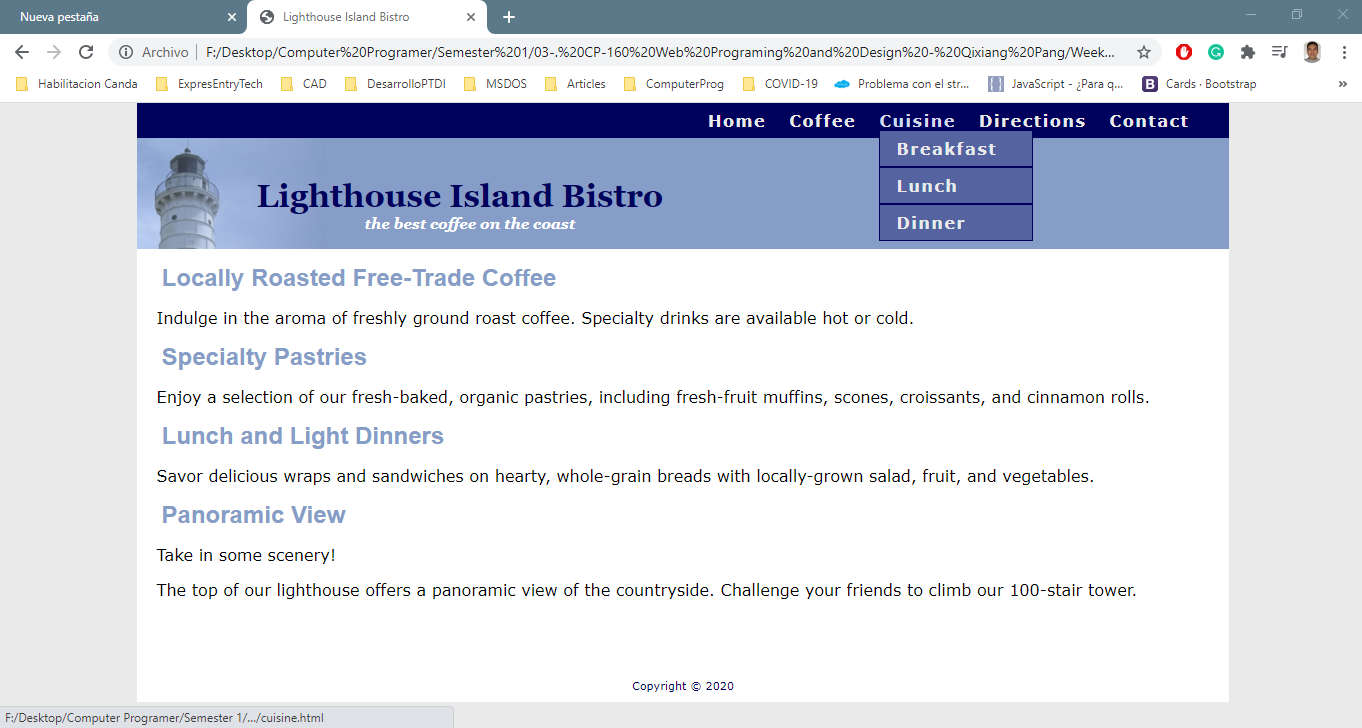 Nueva pestaña
Lighthouse Island Bistro
Archivo
F:/Desktop/Computer%20Programer/Semester%201/03-.%20CP-160%20Web%20Programing%20and%20Design%20-%20Qixiang%20Pang/Week...
Habilitacion Canda
ExpresEntryTech
CAD
DesarrolloPTDI
MSDOS
Articles
ComputerProg
COVID-19
Problema con el str...
JavaScript - ¿Para q...
B Cards · Bootstrap
»
Home Coffee Cuisine Directions Contact
Breakfast
Lunch
Dinner
Lighthouse Island Bistro
the best coffee on the coast
Locally Roasted Free-Trade Coffee
Indulge in the aroma of freshly ground roast coffee. Specialty drinks are available hot or cold.
Specialty Pastries
Enjoy a selection of our fresh-baked, organic pastries, including fresh-fruit muffins, scones, croissants, and cinnamon rolls.
Lunch and Light Dinners
Savor delicious wraps and sandwiches on hearty, whole-grain breads with locally-grown salad, fruit, and vegetables.
Panoramic View
Take in some scenery!
The top of our lighthouse offers a panoramic view of the countryside. Challenge your friends to climb our 100-stair tower.
Copyright © 2020
F:/Desktop/Computer Programer/Semester 1/.../cuisine.html